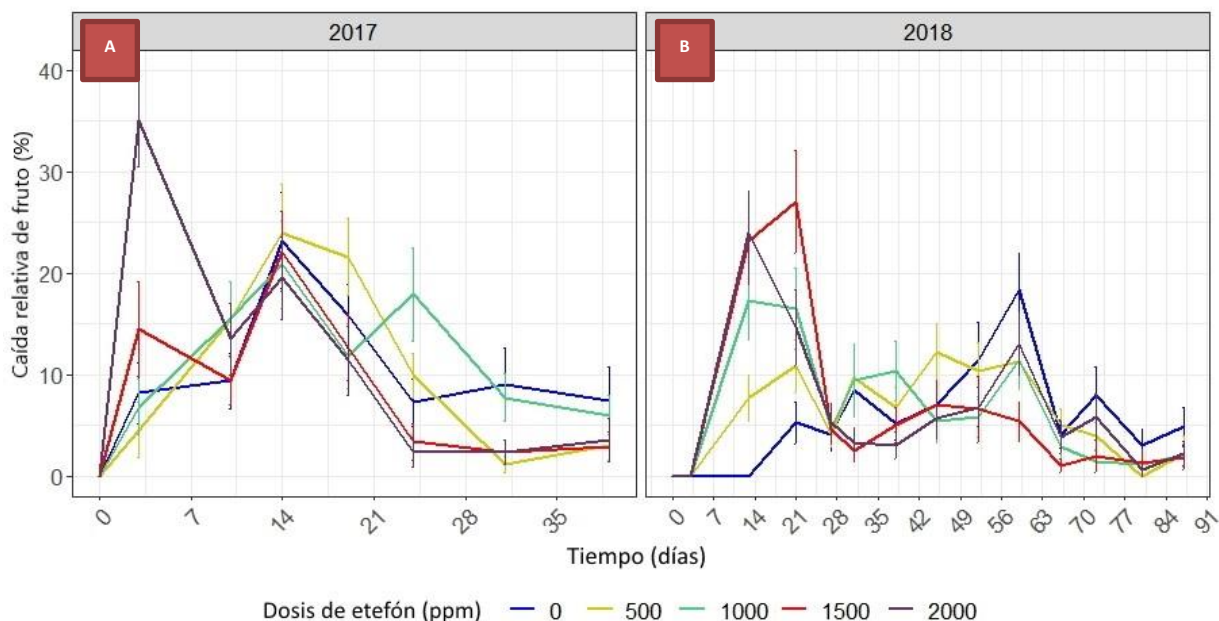 A
2017
B
2018
Caída relativa de fruto (%)
40
30
20
10
0
0 7 14 21 28 35
0 7 14 21 28 35 42 49 56 63 70 77 84 91
Tiempo (días)
Dosis de etefón (ppm) 0 500 1000 1500 2000